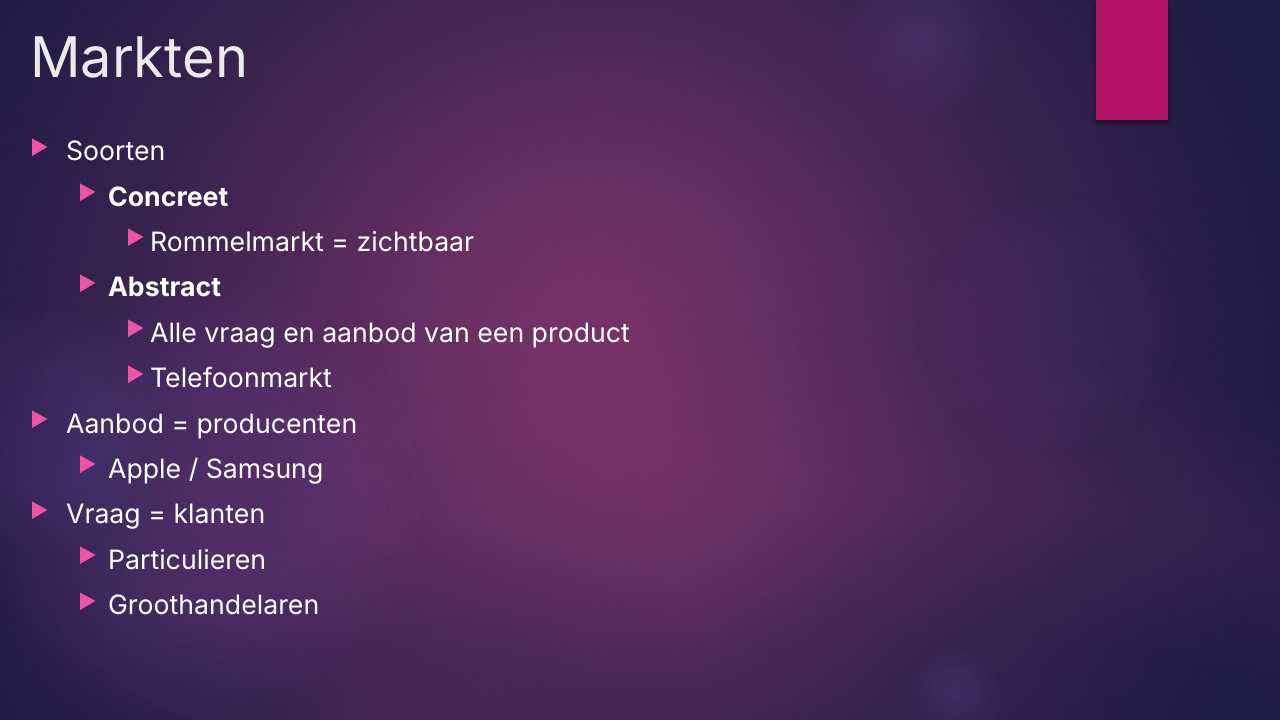 Markten
Soorten
Concreet
Rommelmarkt = zichtbaar
Abstract
Alle vraag en aanbod van een product
Telefoonmarkt
Aanbod = producenten
Apple / Samsung
Vraag = klanten
Particulieren
Groothandelaren